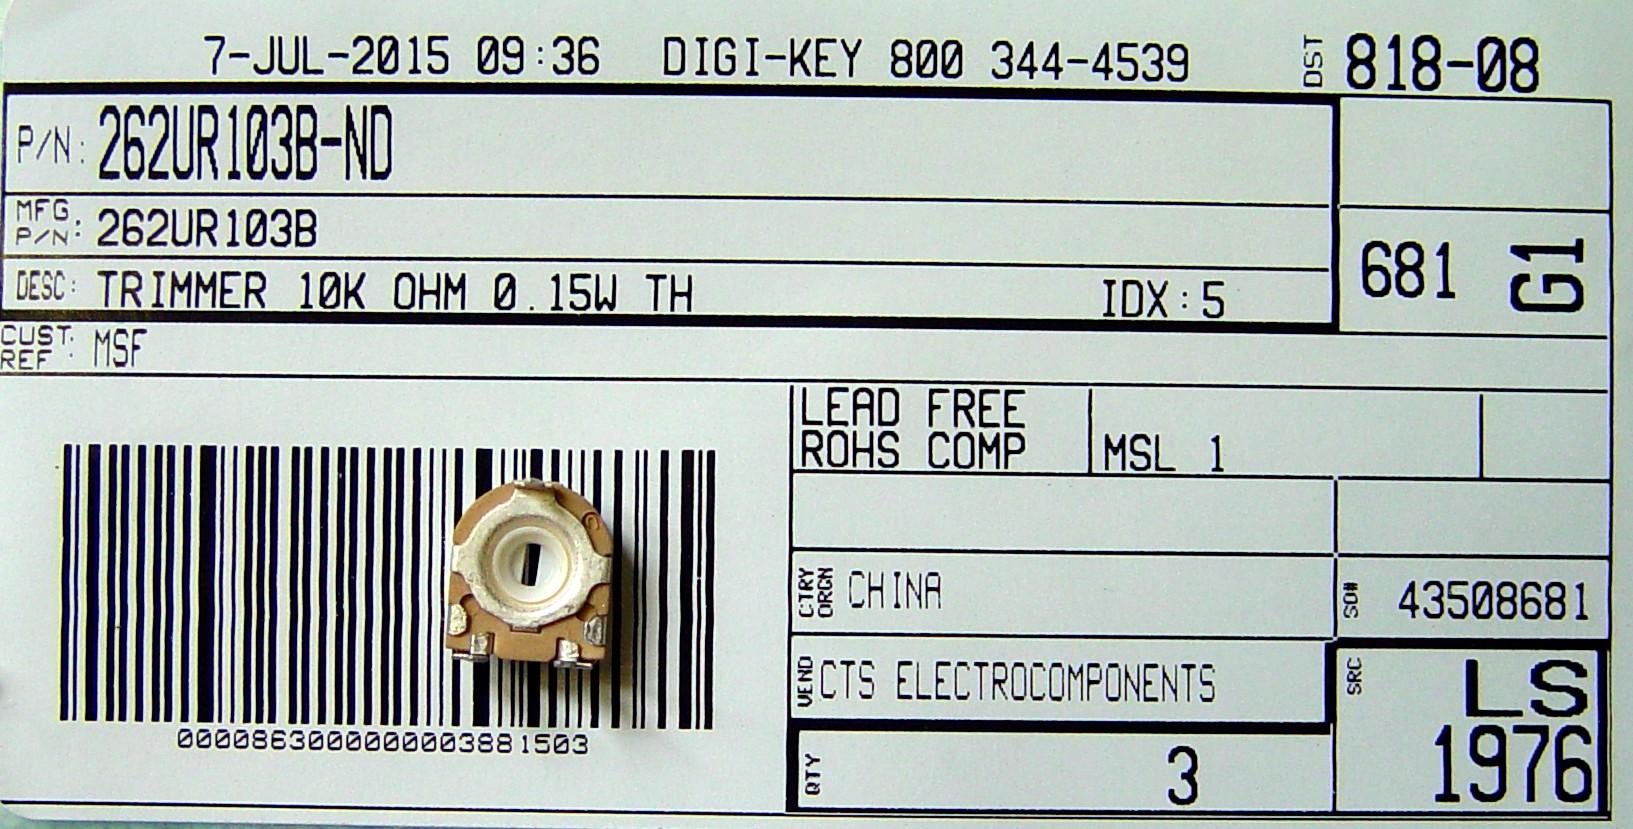 7-JUL-2015 09:36 DIGI-KEY 800 344-4539 DST 818-08
P/N: 262UR103B-ND
MFG. P/N: 262UR103B
681 G1
DESC: TRIMMER 10K OHM 0.15W TH IDX:5
CUST. REF: MSF
LEAD FREE
ROHS COMP MSL 1
CTRY ORGN CHINA SO# 43508681
VEND CTS ELECTROCOMPONENTS SRC LS
1976
QTY 3
0000863000000003881503